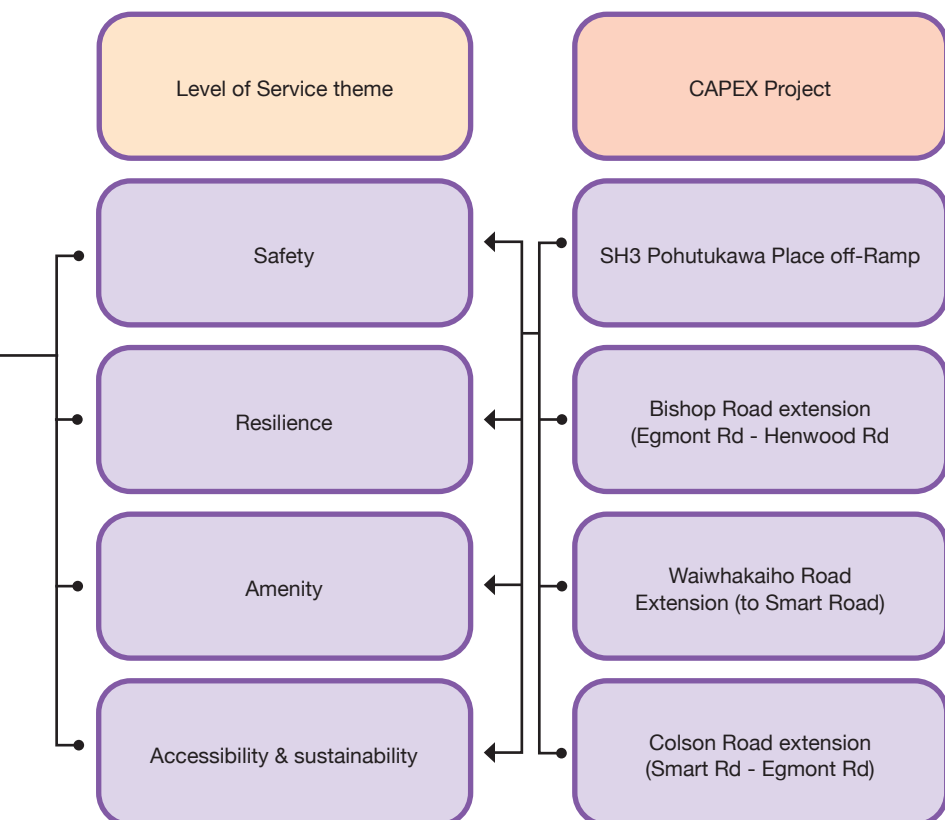 Level of Service theme
CAPEX Project
Safety
SH3 Pohutukawa Place off-Ramp
Resilience
Bishop Road extension
(Egmont Rd - Henwood Rd
Amenity
Waiwhakaiho Road
Extension (to Smart Road)
Accessibility & sustainability
Colson Road extension
(Smart Rd - Egmont Rd)